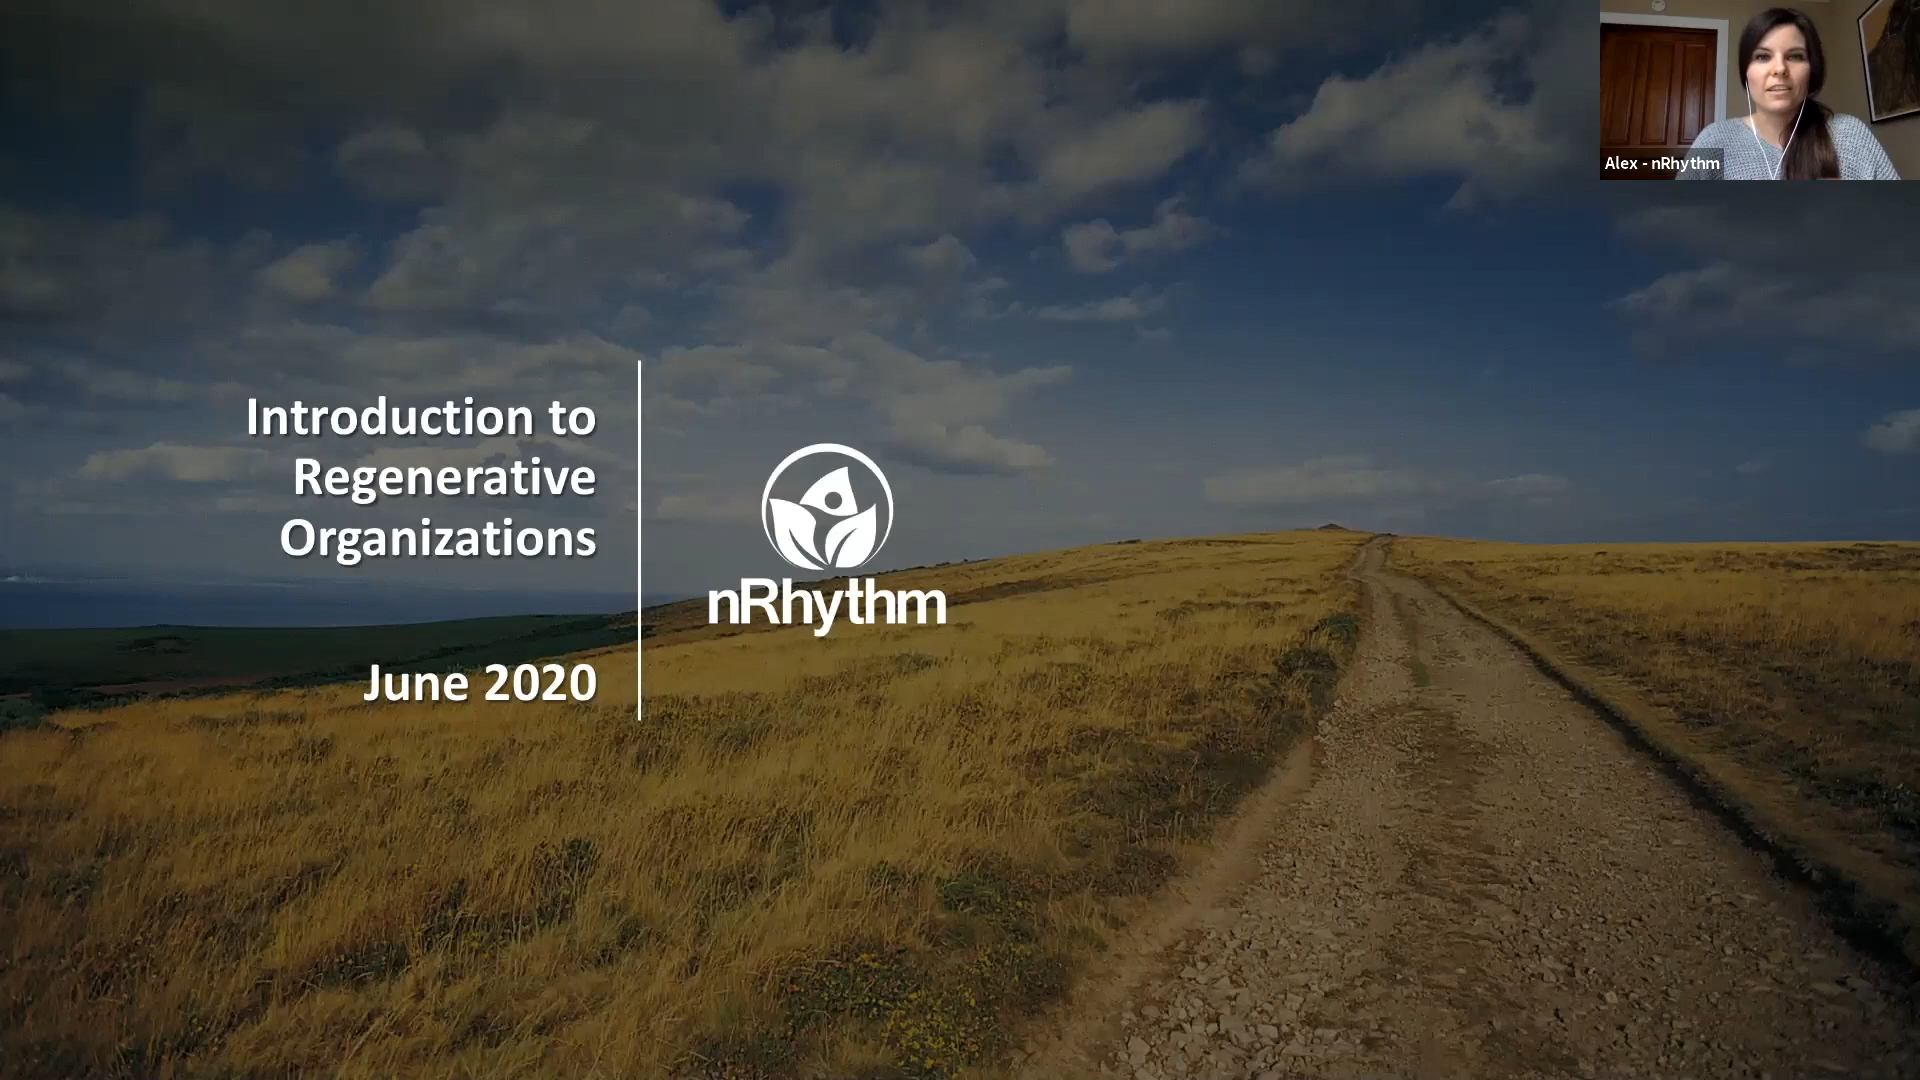 Introduction to
Regenerative
Organizations
June 2020
nRhythm
Alex - nRhythm